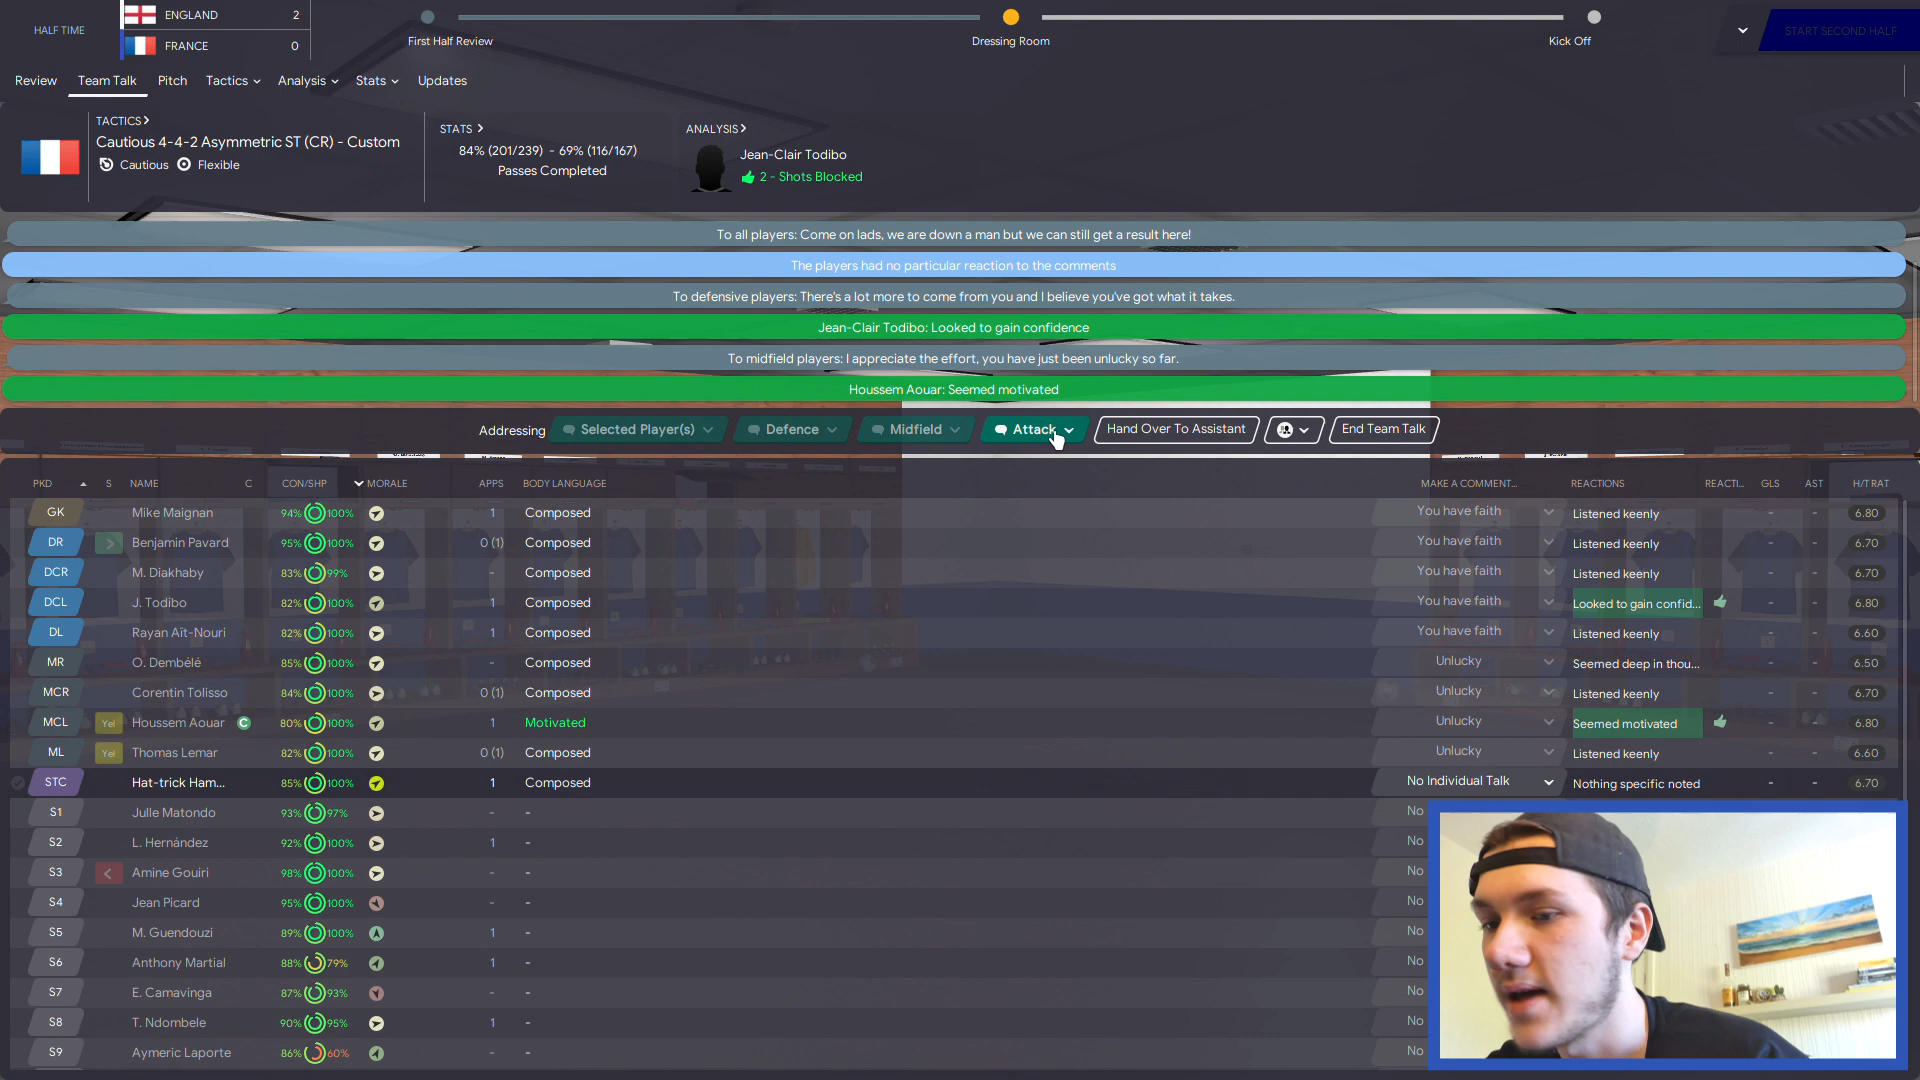 HALF TIME
ENGLAND 2
FRANCE 0
First Half Review
Dressing Room
Kick Off
START SECOND HALF
Review Team Talk Pitch Tactics Analysis Stats Updates
TACTICS
Cautious 4-4-2 Asymmetric ST (CR) - Custom
Cautious Flexible
STATS
84% (201/239) - 69% (116/167)
Passes Completed
ANALYSIS
Jean-Clair Todibo
2 - Shots Blocked
To all players: Come on lads, we are down a man but we can still get a result here!
The players had no particular reaction to the comments
To defensive players: There's a lot more to come from you and I believe you've got what it takes.
Jean-Clair Todibo: Looked to gain confidence
To midfield players: I appreciate the effort, you have just been unlucky so far.
Houssem Aouar: Seemed motivated
Addressing Selected Player(s) Defence Midfield Attack Hand Over To Assistant End Team Talk
PKD S NAME C CON/SHP MORALE APPS BODY LANGUAGE MAKE A COMMENT... REACTIONS REACTI... GLS AST H/T RAT
GK Mike Maignan 94% 100% 1 Composed You have faith Listened keenly - - 6.80
DR Benjamin Pavard 95% 100% 0 (1) Composed You have faith Listened keenly - - 6.70
DCR M. Diakhaby 83% 99% - Composed You have faith Listened keenly - - 6.70
DCL J. Todibo 82% 100% 1 Composed You have faith Looked to gain confid... - - 6.80
DL Rayan Aït-Nouri 82% 100% 1 Composed You have faith Listened keenly - - 6.60
MR O. Dembélé 85% 100% - Composed Unlucky Seemed deep in thou... - - 6.50
MCR Corentin Tolisso 84% 100% 0 (1) Composed Unlucky Listened keenly - - 6.70
MCL Yel Houssem Aouar C 80% 100% 1 Motivated Unlucky Seemed motivated - - 6.80
ML Yel Thomas Lemar 82% 100% 0 (1) Composed Unlucky Listened keenly - - 6.60
STC Hat-trick Ham... 85% 100% 1 Composed No Individual Talk Nothing specific noted - - 6.70
S1 Julle Matondo 93% 97% - - No
S2 L. Hernández 92% 100% 1 - No
S3 Amine Gouiri 98% 100% - - No
S4 Jean Picard 95% 100% - - No
S5 M. Guendouzi 89% 100% 1 - No
S6 Anthony Martial 88% 79% 1 - No
S7 E. Camavinga 87% 93% - - No
S8 T. Ndombele 90% 95% 1 - No
S9 Aymeric Laporte 86% 60% - - No